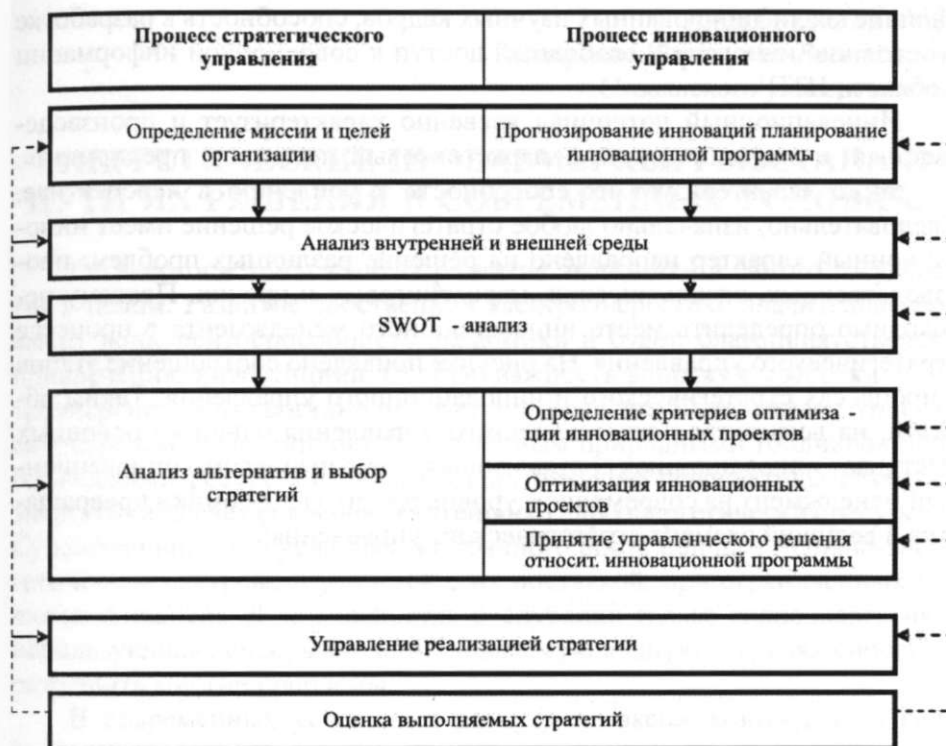 Процесс стратегического
управления
Процесс инновационного
управления
Определение миссии и целей
организации
Прогнозирование инноваций планирование
инновационной программы
Анализ внутренней и внешней среды
SWOT - анализ
Анализ альтернатив и выбор
стратегий
Определение критериев оптимиза -
ции инновационных проектов
Оптимизация инновационных
проектов
Принятие управленческого решения
относит. инновационной программы
Управление реализацией стратегии
Оценка выполняемых стратегий